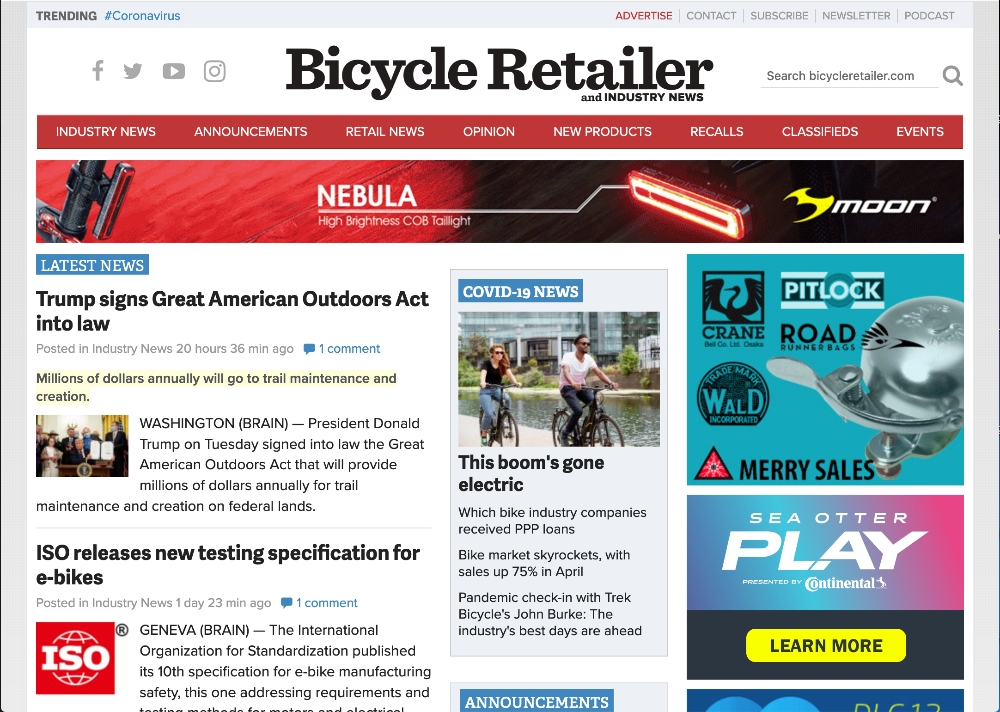 TRENDING #Coronavirus
ADVERTISE CONTACT SUBSCRIBE NEWSLETTER PODCAST
Bicycle Retailer
and INDUSTRY NEWS
Search bicycleretailer.com
INDUSTRY NEWS ANNOUNCEMENTS RETAIL NEWS OPINION NEW PRODUCTS RECALLS CLASSIFIEDS EVENTS
NEBULA
High Brightness COB Taillight
moon®
LATEST NEWS
Trump signs Great American Outdoors Act
into law
Posted in Industry News 20 hours 36 min ago 1 comment
Millions of dollars annually will go to trail maintenance and
creation.
WASHINGTON (BRAIN) — President Donald
Trump on Tuesday signed into law the Great
American Outdoors Act that will provide
millions of dollars annually for trail
maintenance and creation on federal lands.
ISO releases new testing specification for
e-bikes
Posted in Industry News 1 day 23 min ago 1 comment
ISO®
GENEVA (BRAIN) — The International
Organization for Standardization published
its 10th specification for e-bike manufacturing
safety, this one addressing requirements and
testing methods for motors and electrical
COVID-19 NEWS
This boom's gone
electric
Which bike industry companies
received PPP loans
Bike market skyrockets, with
sales up 75% in April
Pandemic check-in with Trek
Bicycle's John Burke: The
industry's best days are ahead
ANNOUNCEMENTS
CRANE
Bell Co. Ltd. Osaka
PITLOCK
ROAD
RUNNER BAGS
TRADE MARK
WALD
INCORPORATED
MERRY SALES
SEA OTTER
PLAY
PRESENTED BY Continental
LEARN MORE